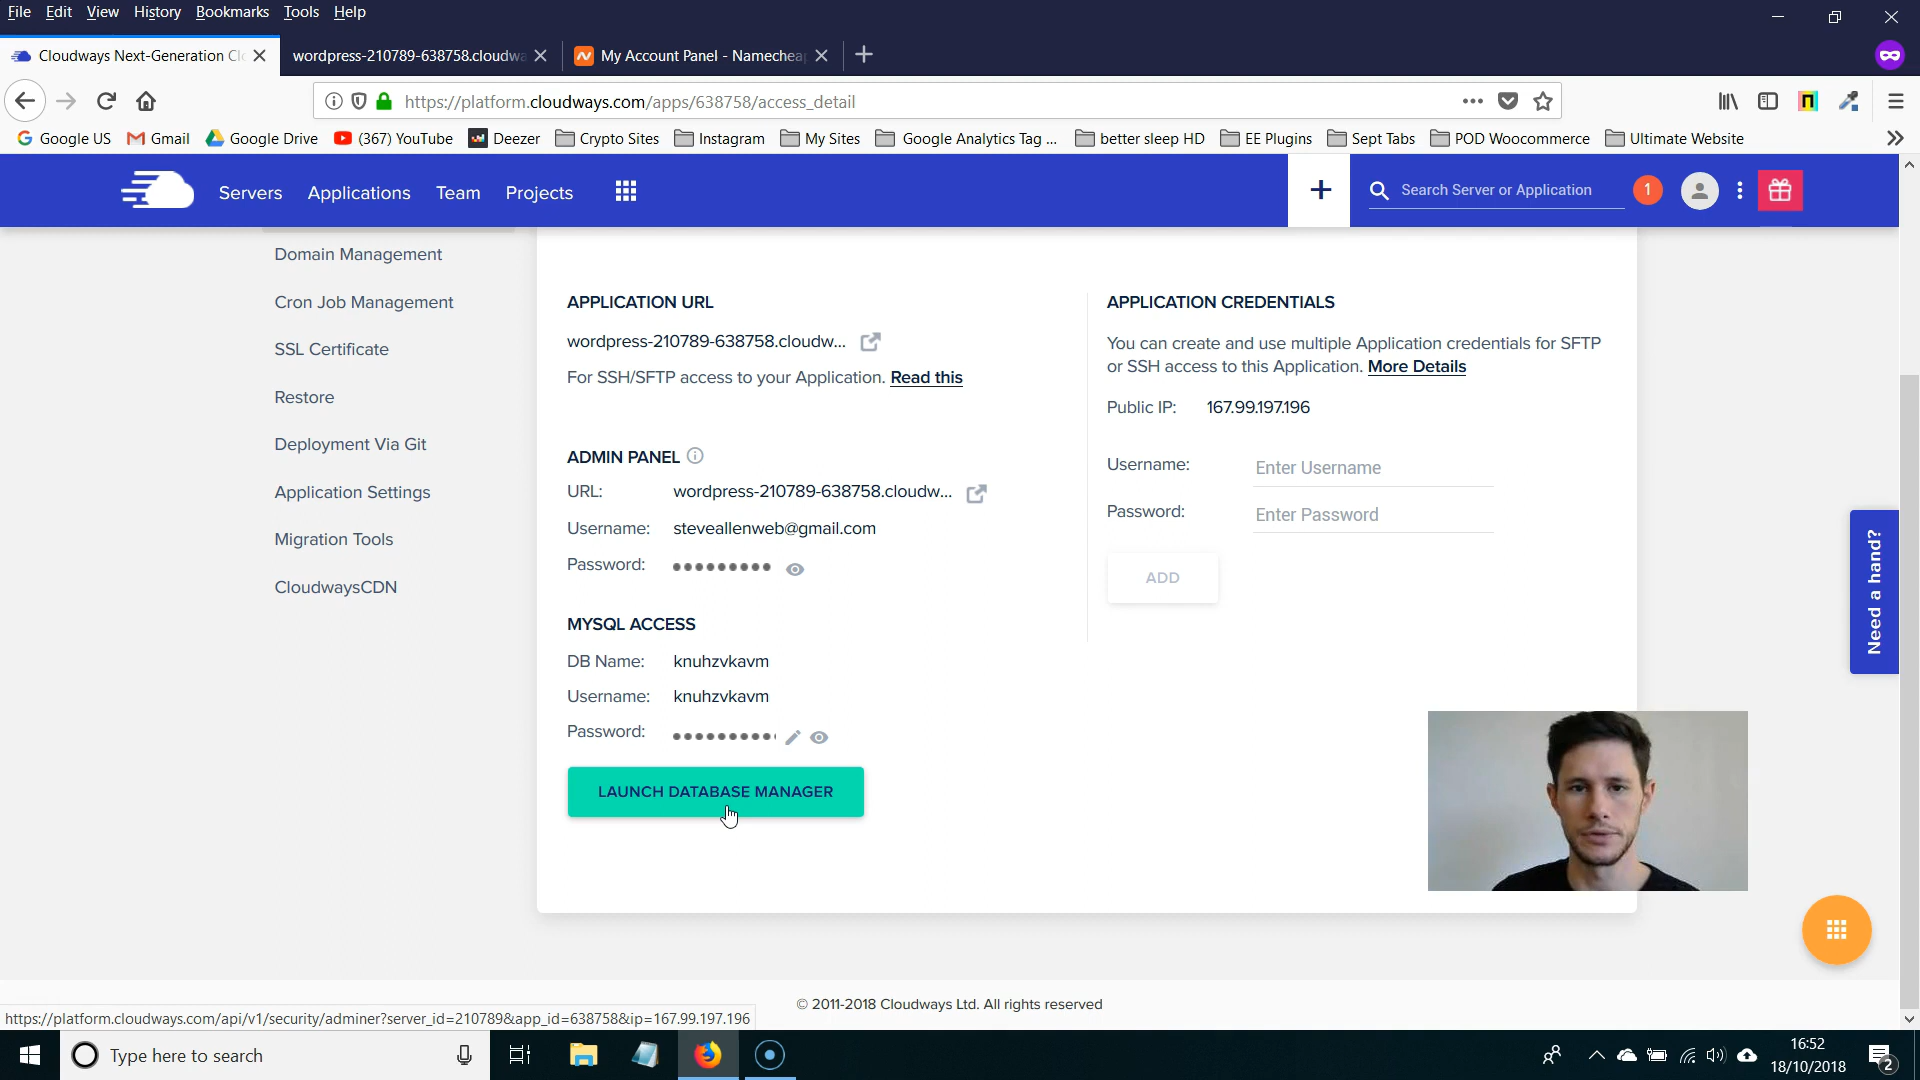 File Edit View History Bookmarks Tools Help
Cloudways Next-Generation Cl
wordpress-210789-638758.cloudwa
My Account Panel - Namecheap
https://platform.cloudways.com/apps/638758/access_detail
Google US Gmail Google Drive (367) YouTube Deezer Crypto Sites Instagram My Sites Google Analytics Tag ... better sleep HD EE Plugins Sept Tabs POD Woocommerce Ultimate Website
Servers Applications Team Projects
Search Server or Application
1
Domain Management
Cron Job Management
SSL Certificate
Restore
Deployment Via Git
Application Settings
Migration Tools
CloudwaysCDN
APPLICATION URL
wordpress-210789-638758.cloudw...
For SSH/SFTP access to your Application. Read this
ADMIN PANEL
URL: wordpress-210789-638758.cloudw...
Username: steveallenweb@gmail.com
Password: •••••••••
MYSQL ACCESS
DB Name: knuhzvkavm
Username: knuhzvkavm
Password: ••••••••••
LAUNCH DATABASE MANAGER
APPLICATION CREDENTIALS
You can create and use multiple Application credentials for SFTP
or SSH access to this Application. More Details
Public IP: 167.99.197.196
Username: Enter Username
Password: Enter Password
ADD
Need a hand?
© 2011-2018 Cloudways Ltd. All rights reserved
https://platform.cloudways.com/api/v1/security/adminer?server_id=210789&app_id=638758&ip=167.99.197.196
Type here to search
16:52
18/10/2018
2